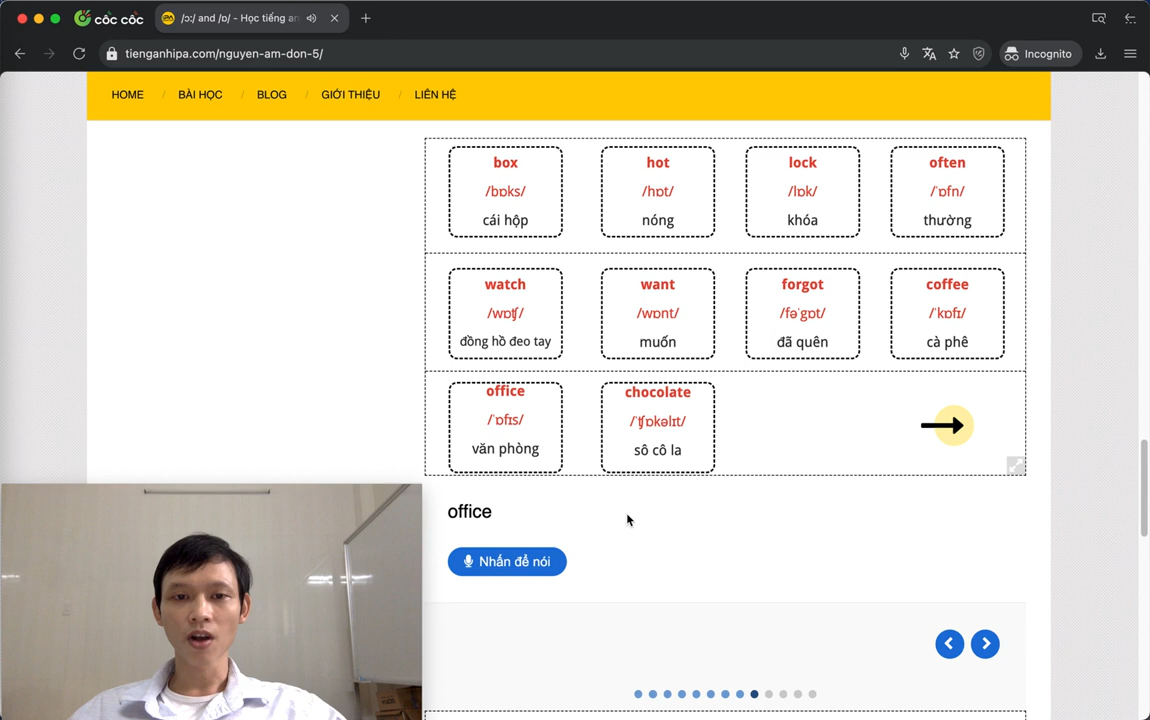 cốc cốc
/ɔ:/ and /ɒ/ - Học tiếng an
tienganhipa.com/nguyen-am-don-5/
Incognito
HOME / BÀI HỌC / BLOG / GIỚI THIỆU / LIÊN HỆ
box hot lock often
/bɒks/ /hɒt/ /lɒk/ /ˈɒfn/
cái hộp nóng khóa thường
watch want forgot coffee
/wɒʧ/ /wɒnt/ /fəˈgɒt/ /ˈkɒfɪ/
đồng hồ đeo tay muốn đã quên cà phê
office chocolate
/ˈɒfɪs/ /ˈʧɒkəlɪt/
văn phòng sô cô la
office
Nhấn để nói